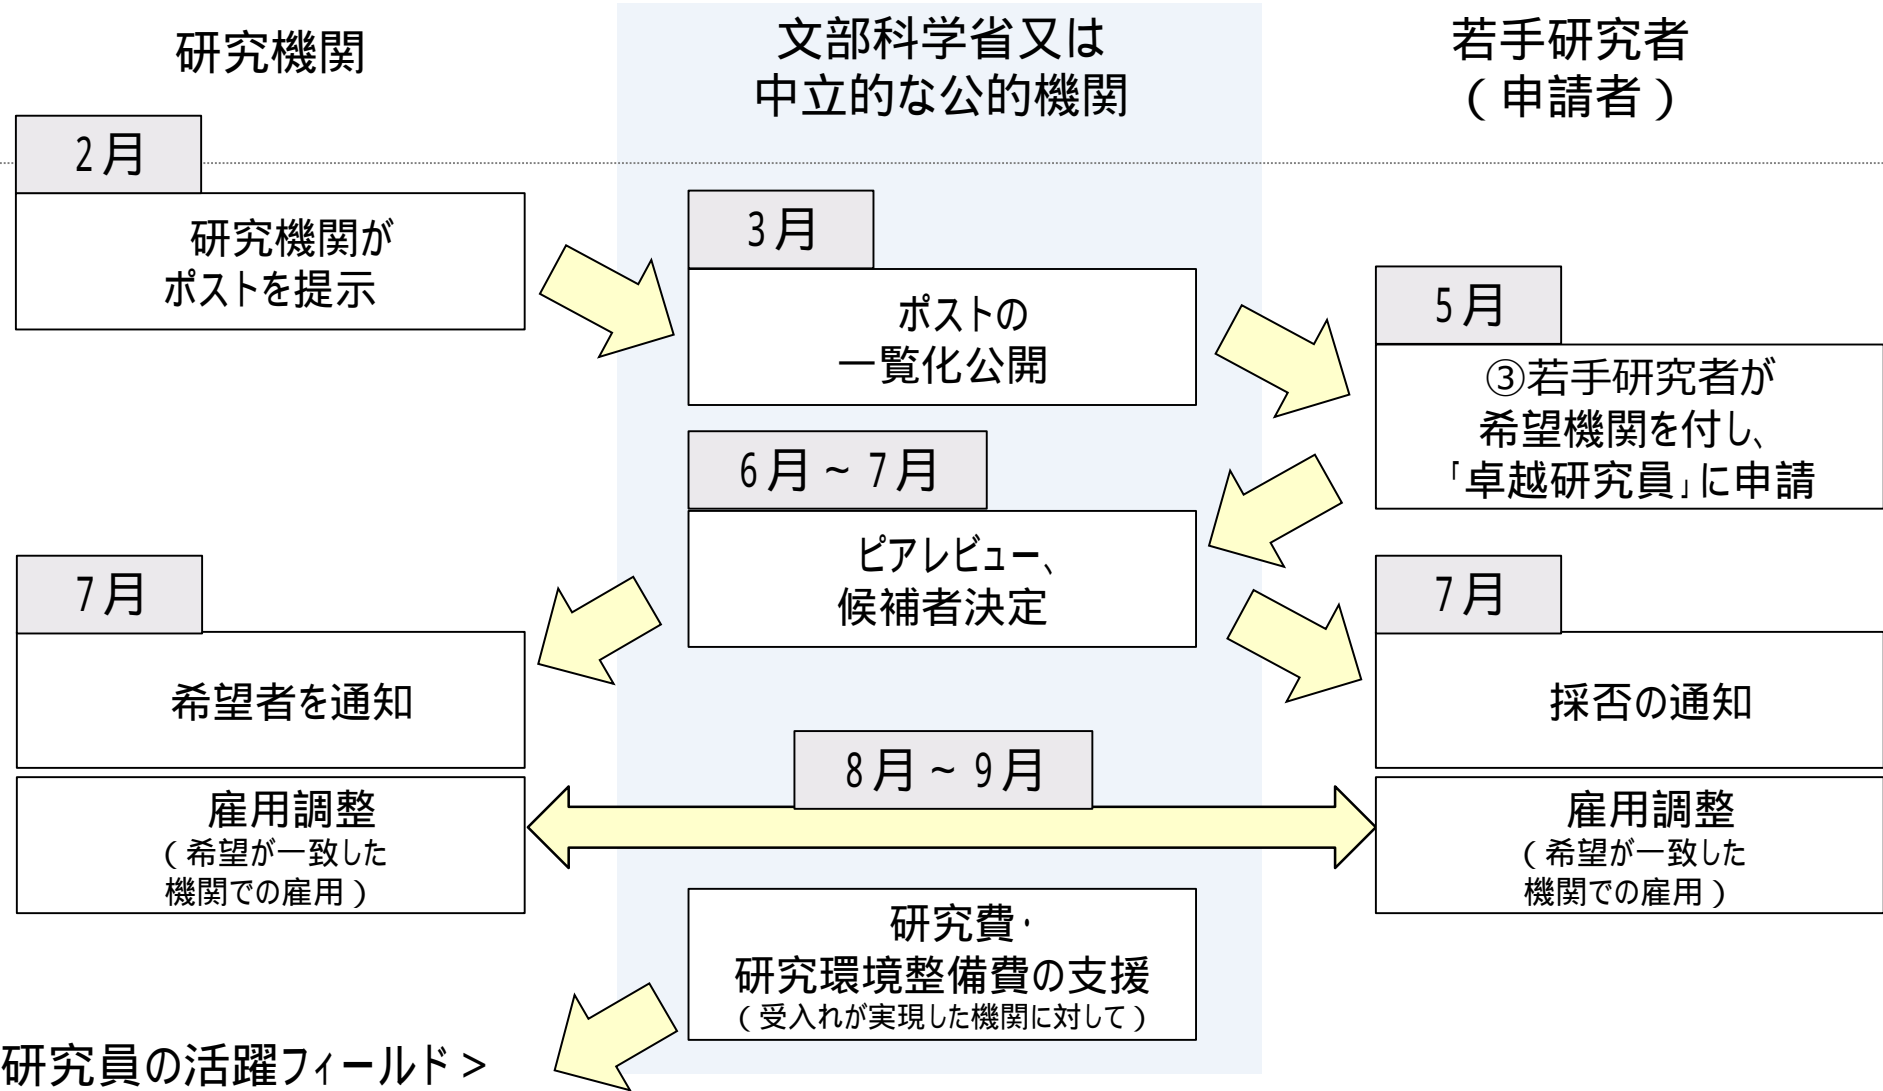 研究機関
文部科学省又は
中立的な公的機関
若手研究者
(申請者)
2月
研究機関が
ポストを提示
3月
ポストの
一覧化公開
5月
③若手研究者が
希望機関を付し、
「卓越研究員」に申請
6月~7月
ピアレビュー、
候補者決定
7月
希望者を通知
7月
採否の通知
8月~9月
雇用調整
(希望が一致した
機関での雇用)
雇用調整
(希望が一致した
機関での雇用)
研究費・
研究環境整備費の支援
(受入れが実現した機関に対して)
研究員の活躍フィールド>